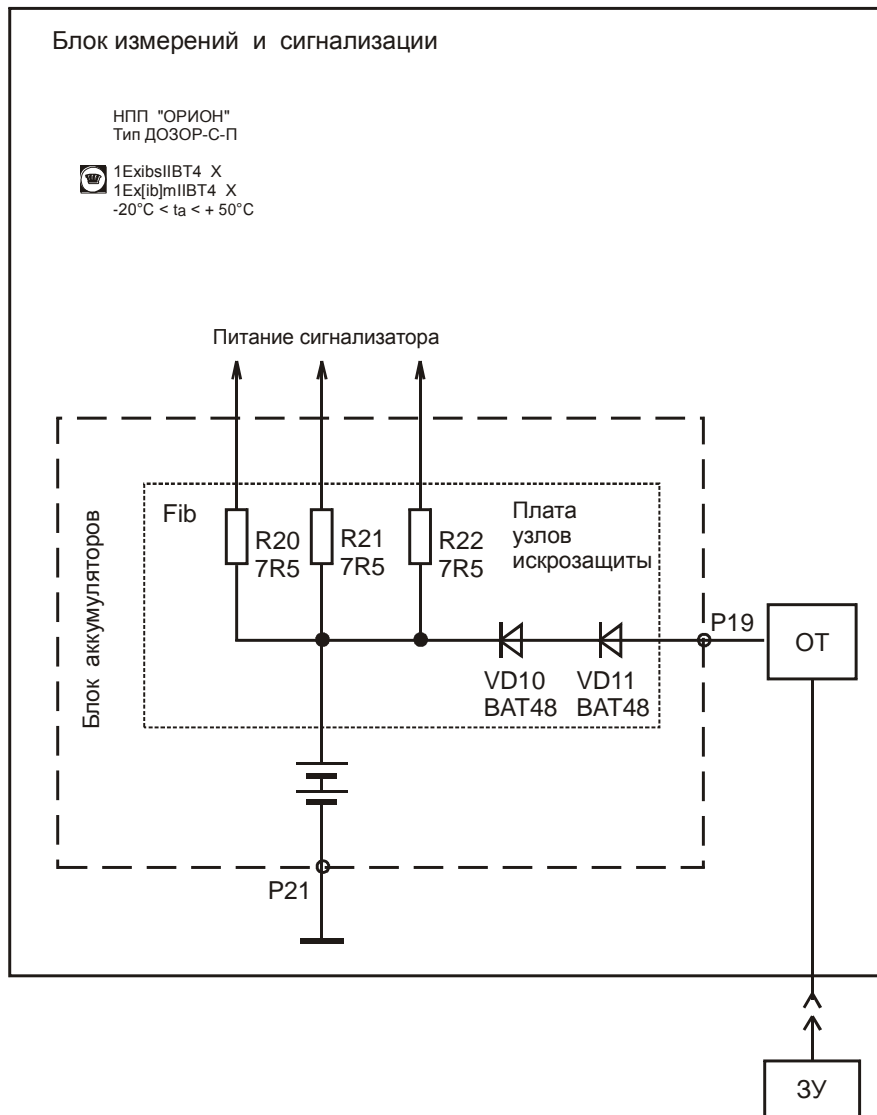 Блок измерений и сигнализации
НПП "ОРИОН"
Тип ДОЗОР-С-П
1ExibsIIBT4 X
1Ex[ib]mIIBT4 X
-20°C < ta < + 50°C
Питание сигнализатора
Блок аккумуляторов
Fib
R20
7R5
R21
7R5
R22
7R5
Плата
узлов
искрозащиты
VD10
BAT48
VD11
BAT48
P19
ОТ
P21
ЗУ